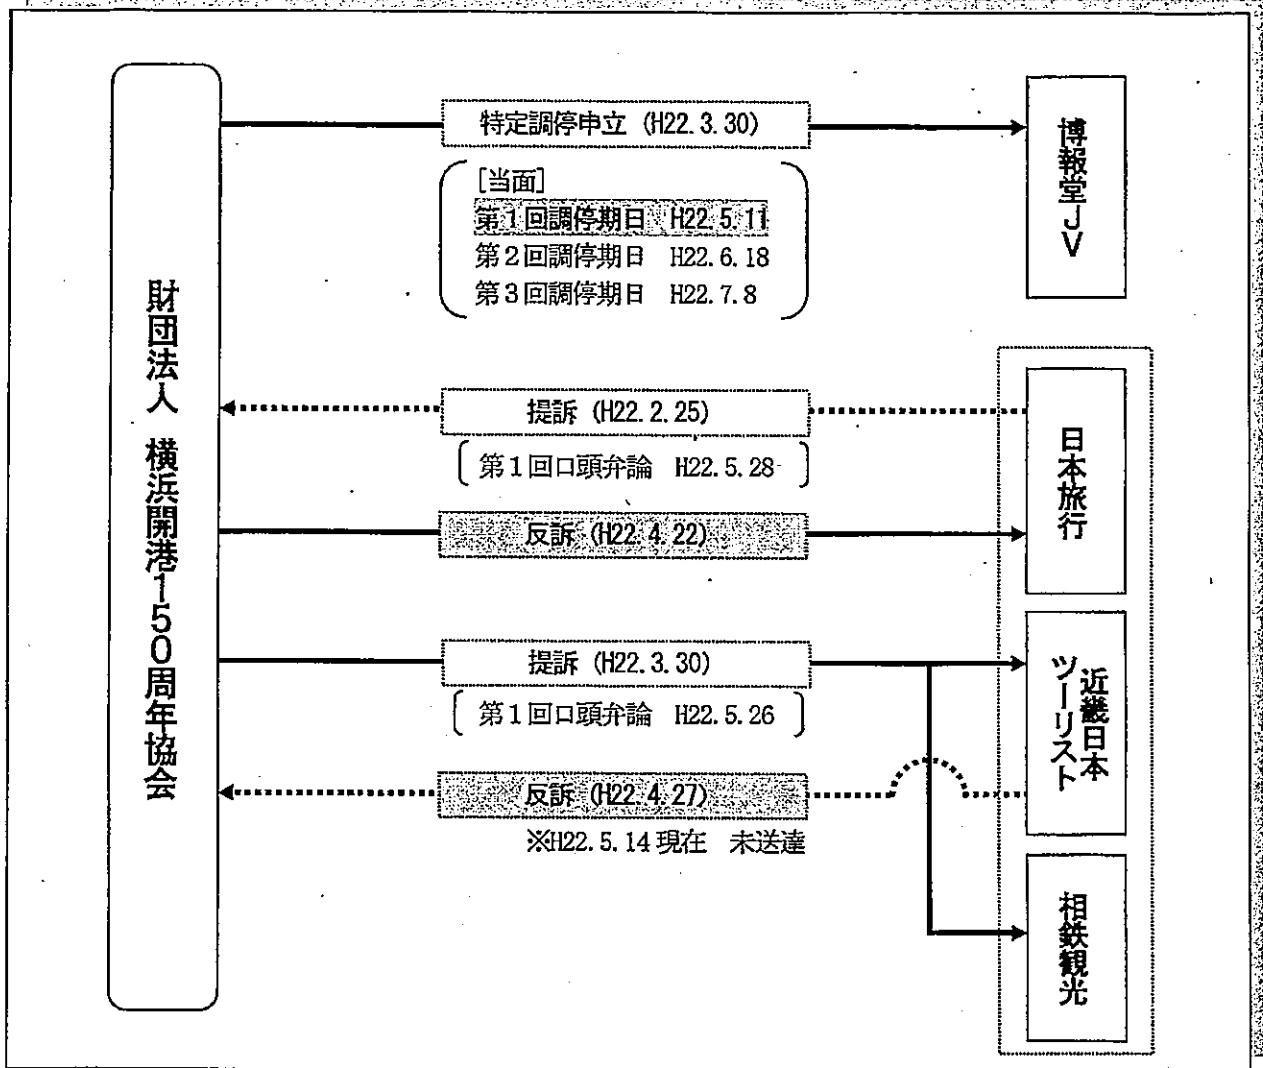 財団法人 横浜開港150周年協会
特定調停申立 (H22.3.30)
[当面]
第1回調停期日 H22.5.11
第2回調停期日 H22.6.18
第3回調停期日 H22.7.8
博報堂JV
提訴 (H22.2.25)
第1回口頭弁論 H22.5.28
反訴 (H22.4.22)
日本旅行
提訴 (H22.3.30)
第1回口頭弁論 H22.5.26
反訴 (H22.4.27)
※H22.5.14現在 未送達
近畿日本
ツーリスト
相鉄観光